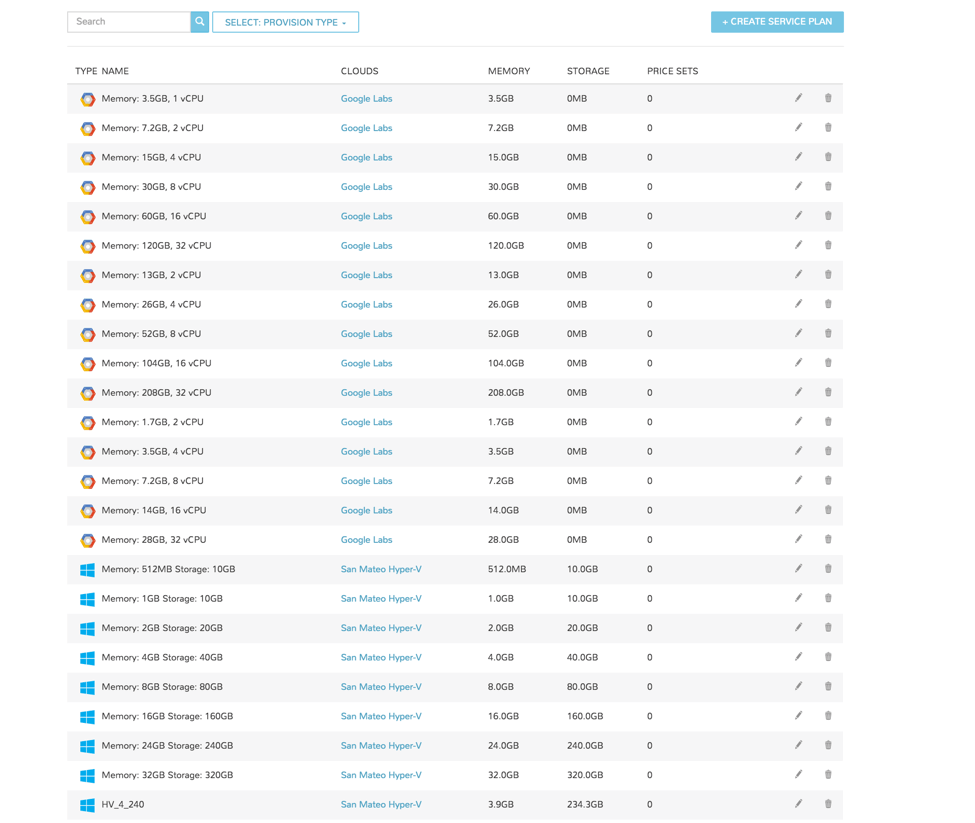 Search SELECT: PROVISION TYPE + CREATE SERVICE PLAN
TYPE NAME CLOUDS MEMORY STORAGE PRICE SETS
Memory: 3.5GB, 1 vCPU Google Labs 3.5GB 0MB 0
Memory: 7.2GB, 2 vCPU Google Labs 7.2GB 0MB 0
Memory: 15GB, 4 vCPU Google Labs 15.0GB 0MB 0
Memory: 30GB, 8 vCPU Google Labs 30.0GB 0MB 0
Memory: 60GB, 16 vCPU Google Labs 60.0GB 0MB 0
Memory: 120GB, 32 vCPU Google Labs 120.0GB 0MB 0
Memory: 13GB, 2 vCPU Google Labs 13.0GB 0MB 0
Memory: 26GB, 4 vCPU Google Labs 26.0GB 0MB 0
Memory: 52GB, 8 vCPU Google Labs 52.0GB 0MB 0
Memory: 104GB, 16 vCPU Google Labs 104.0GB 0MB 0
Memory: 208GB, 32 vCPU Google Labs 208.0GB 0MB 0
Memory: 1.7GB, 2 vCPU Google Labs 1.7GB 0MB 0
Memory: 3.5GB, 4 vCPU Google Labs 3.5GB 0MB 0
Memory: 7.2GB, 8 vCPU Google Labs 7.2GB 0MB 0
Memory: 14GB, 16 vCPU Google Labs 14.0GB 0MB 0
Memory: 28GB, 32 vCPU Google Labs 28.0GB 0MB 0
Memory: 512MB Storage: 10GB San Mateo Hyper-V 512.0MB 10.0GB 0
Memory: 1GB Storage: 10GB San Mateo Hyper-V 1.0GB 10.0GB 0
Memory: 2GB Storage: 20GB San Mateo Hyper-V 2.0GB 20.0GB 0
Memory: 4GB Storage: 40GB San Mateo Hyper-V 4.0GB 40.0GB 0
Memory: 8GB Storage: 80GB San Mateo Hyper-V 8.0GB 80.0GB 0
Memory: 16GB Storage: 160GB San Mateo Hyper-V 16.0GB 160.0GB 0
Memory: 24GB Storage: 240GB San Mateo Hyper-V 24.0GB 240.0GB 0
Memory: 32GB Storage: 320GB San Mateo Hyper-V 32.0GB 320.0GB 0
HV_4_240 San Mateo Hyper-V 3.9GB 234.3GB 0